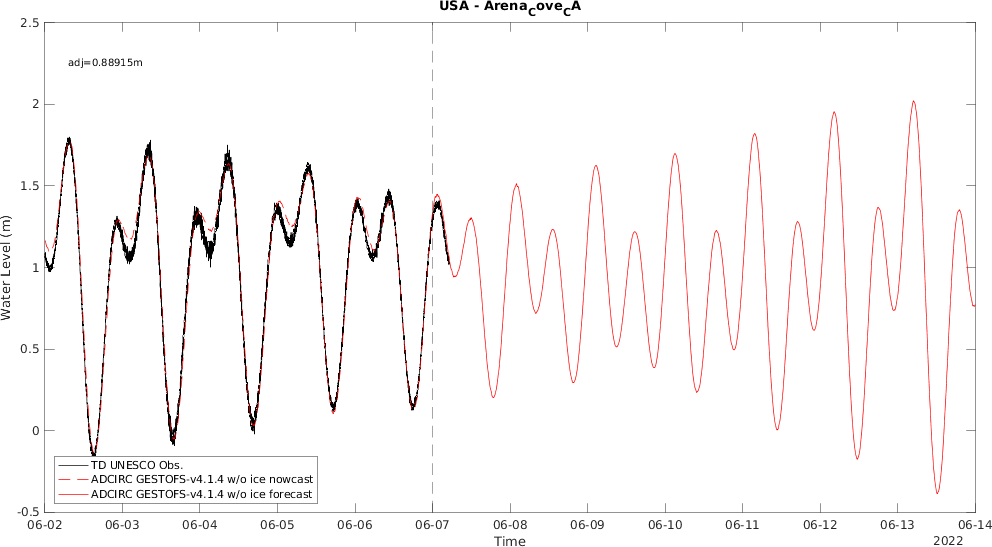 USA - Arena_Cove_CA
adj=0.88915m
2.5
2
1.5
1
0.5
0
-0.5
Water Level (m)
TD UNESCO Obs.
ADCIRC GESTOFS-v4.1.4 w/o ice nowcast
ADCIRC GESTOFS-v4.1.4 w/o ice forecast
06-02 06-03 06-04 06-05 06-06 06-07 06-08 06-09 06-10 06-11 06-12 06-13 06-14
Time
2022